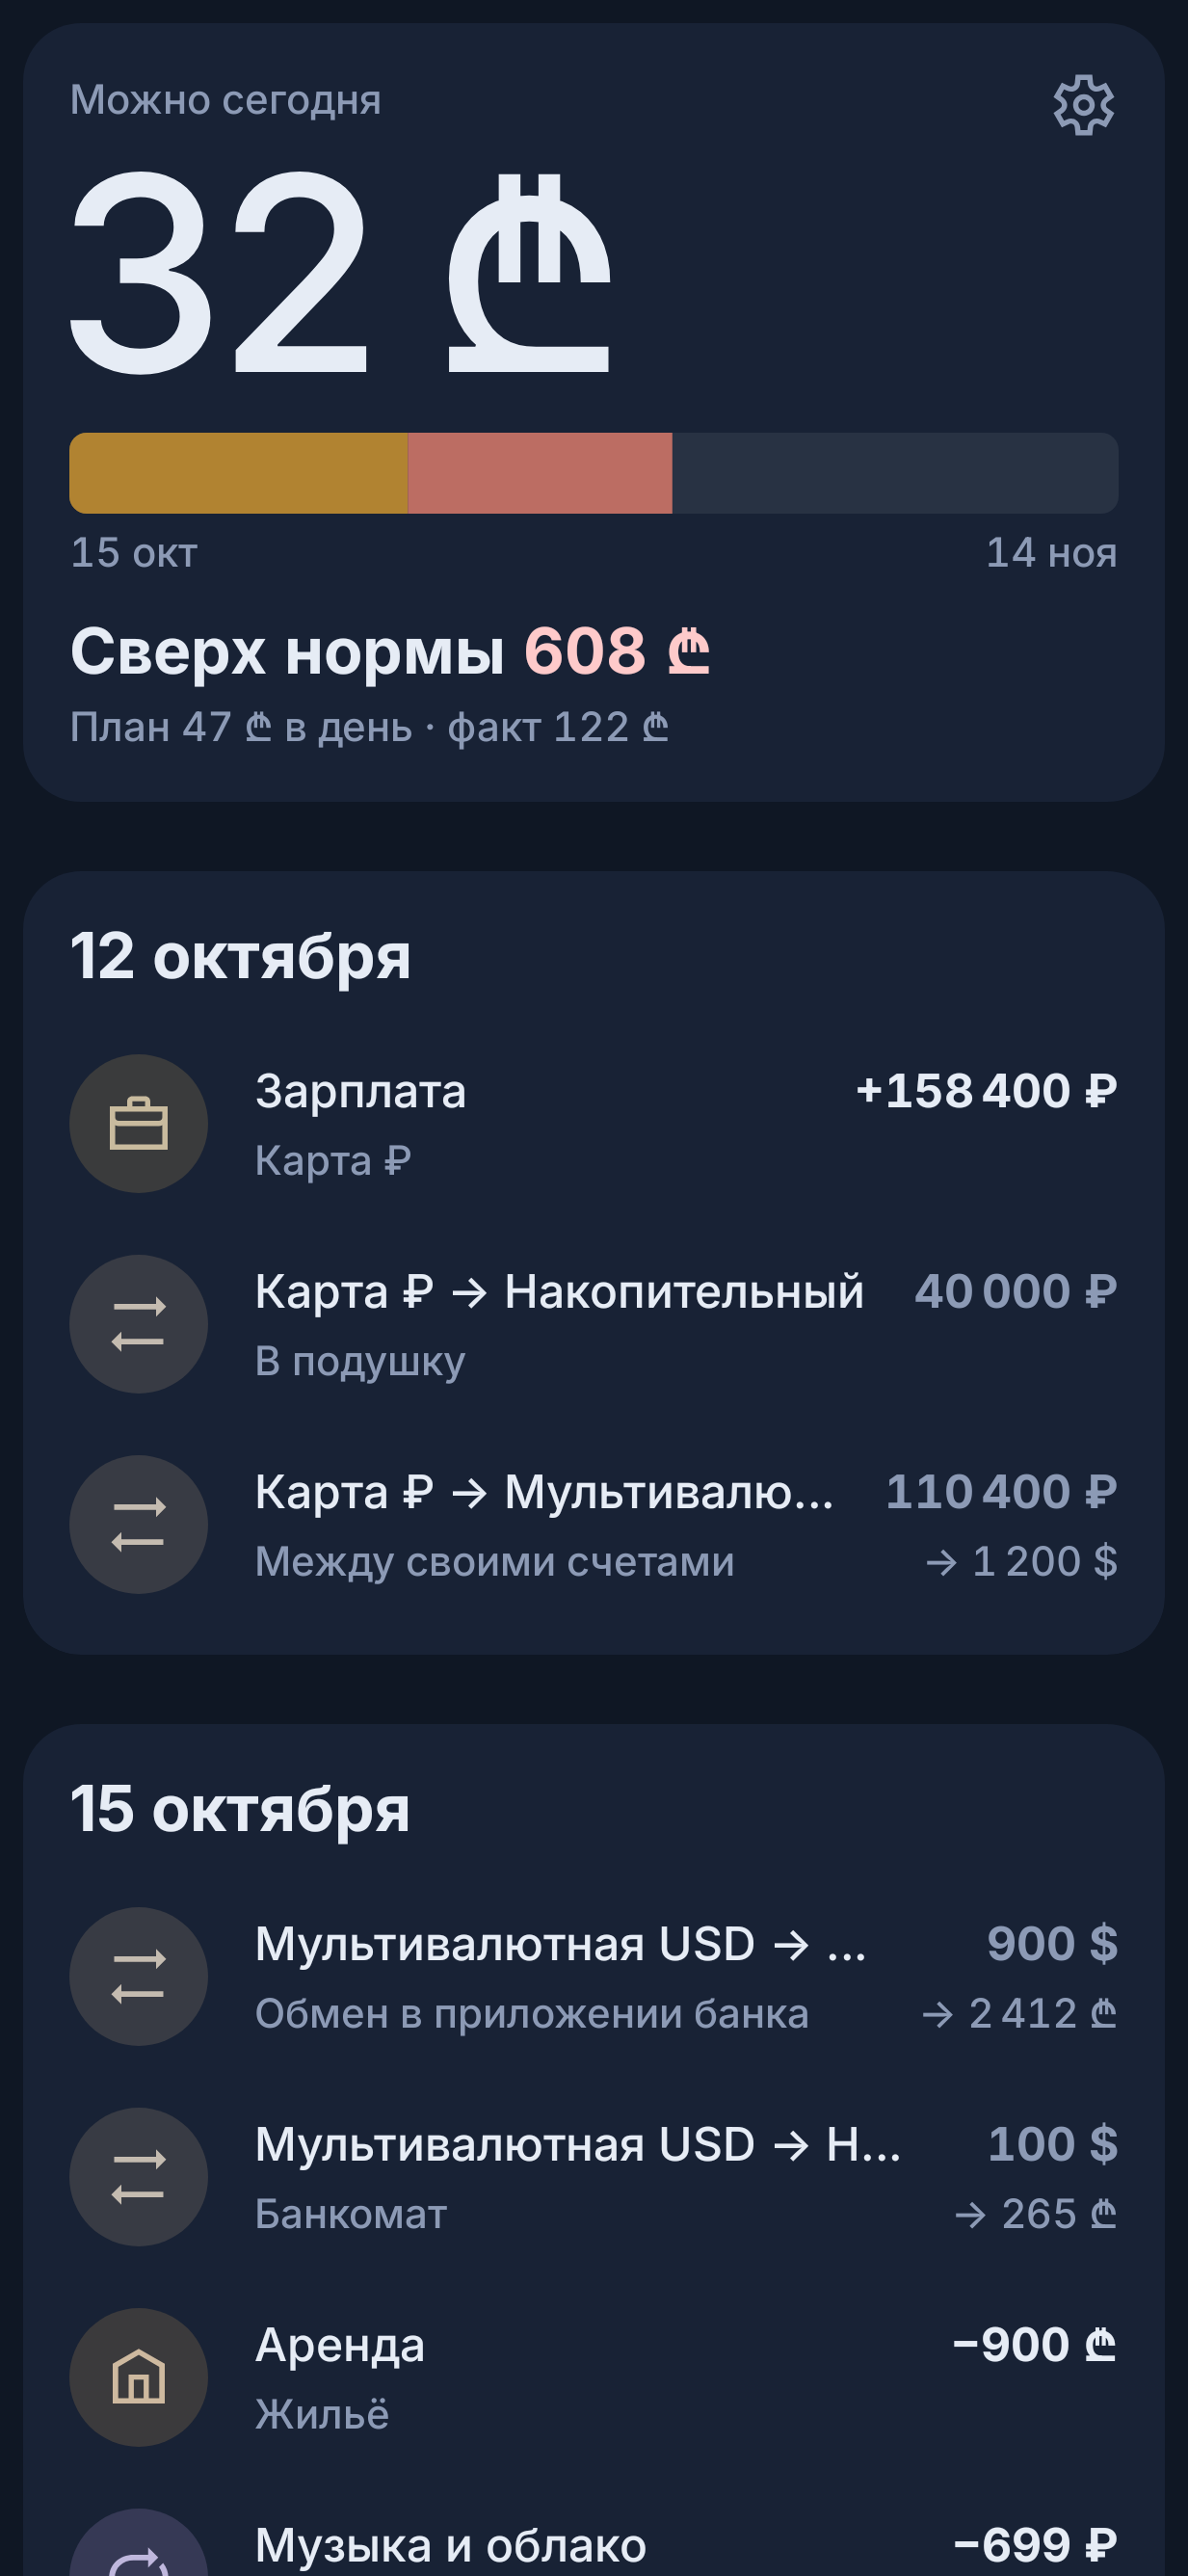 Можно сегодня
32 ₾
15 окт
14 ноя
Сверх нормы 608 ₾
План 47 ₾ в день · факт 122 ₾
12 октября
Зарплата
+158 400 ₽
Карта ₽
Карта ₽ → Накопительный
40 000 ₽
В подушку
Карта ₽ → Мультивалю...
110 400 ₽
Между своими счетами
→ 1 200 $
15 октября
Мультивалютная USD → ...
900 $
Обмен в приложении банка
→ 2 412 ₾
Мультивалютная USD → Н...
100 $
Банкомат
→ 265 ₾
Аренда
−900 ₾
Жильё
Музыка и облако
−699 ₽